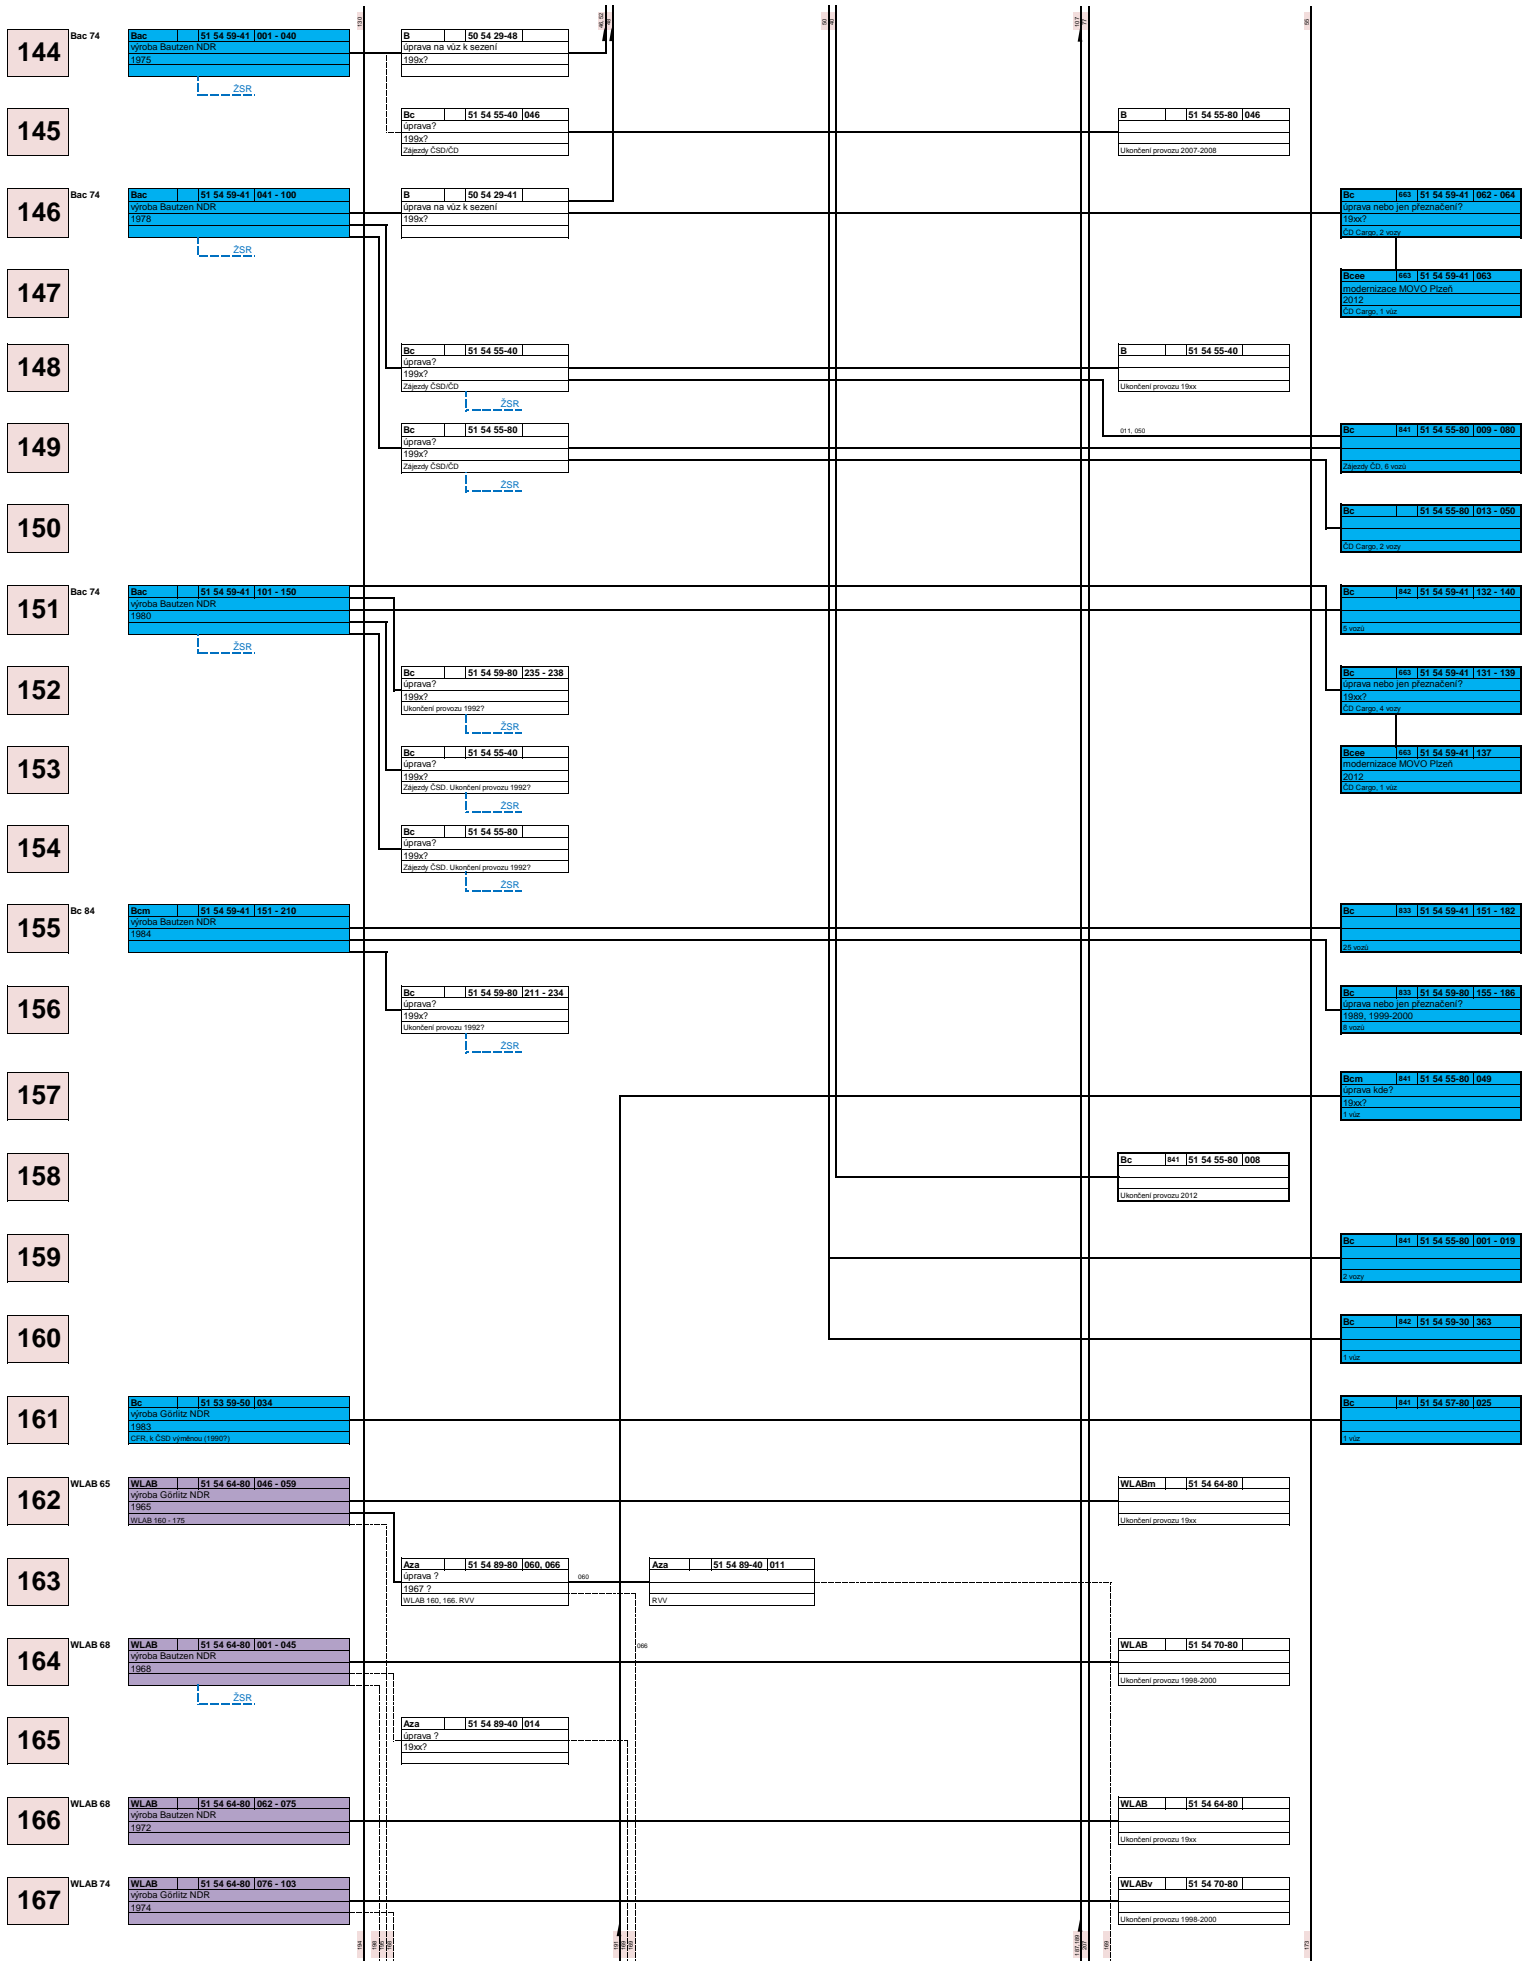 130
46, 52
48
50
40
107
77
55
144
Bac 74
Bac 51 54 59-41 001 - 040
výroba Bautzen NDR
1975
ŽSR
B 50 54 29-48
úprava na vůz k sezení
199x?
145
Bc 51 54 55-40 046
úprava?
199x?
Zájezdy ČSD/ČD
B 51 54 55-80 046
Ukončení provozu 2007-2008
146
Bac 74
Bac 51 54 59-41 041 - 100
výroba Bautzen NDR
1978
ŽSR
B 50 54 29-41
úprava na vůz k sezení
199x?
Bc 663 51 54 59-41 062 - 064
úprava nebo jen přeznačení?
19xx?
ČD Cargo, 2 vozy
147
Bcee 663 51 54 59-41 063
modernizace MOVO Plzeň
2012
ČD Cargo, 1 vůz
148
Bc 51 54 55-40
úprava?
199x?
Zájezdy ČSD/ČD
ŽSR
B 51 54 55-40
Ukončení provozu 19xx
149
Bc 51 54 55-80
úprava?
199x?
Zájezdy ČSD/ČD
ŽSR
011, 050
Bc 841 51 54 55-80 009 - 080
Zájezdy ČD, 6 vozů
150
Bc 51 54 55-80 013 - 050
ČD Cargo, 2 vozy
151
Bac 74
Bac 51 54 59-41 101 - 150
výroba Bautzen NDR
1980
ŽSR
Bc 842 51 54 59-41 132 - 140
5 vozů
152
Bc 51 54 59-80 235 - 238
úprava?
199x?
Ukončení provozu 1992?
ŽSR
Bc 663 51 54 59-41 131 - 139
úprava nebo jen přeznačení?
19xx?
ČD Cargo, 4 vozy
153
Bc 51 54 55-40
úprava?
199x?
Zájezdy ČSD. Ukončení provozu 1992?
ŽSR
Bcee 663 51 54 59-41 137
modernizace MOVO Plzeň
2012
ČD Cargo, 1 vůz
154
Bc 51 54 55-80
úprava?
199x?
Zájezdy ČSD. Ukončení provozu 1992?
ŽSR
155
Bc 84
Bcm 51 54 59-41 151 - 210
výroba Bautzen NDR
1984
Bc 833 51 54 59-41 151 - 182
25 vozů
156
Bc 51 54 59-80 211 - 234
úprava?
199x?
Ukončení provozu 1992?
ŽSR
Bc 833 51 54 59-80 155 - 186
úprava nebo jen přeznačení?
1989, 1999-2000
8 vozů
157
Bcm 841 51 54 55-80 049
úprava kde?
19xx?
1 vůz
158
Bc 841 51 54 55-80 008
Ukončení provozu 2012
159
Bc 841 51 54 55-80 001 - 019
2 vozy
160
Bc 842 51 54 59-30 363
1 vůz
161
Bc 51 53 59-50 034
výroba Görlitz NDR
1983
CFR, k ČSD výměnou (1990?)
Bc 841 51 54 57-80 025
1 vůz
162
WLAB 65
WLAB 51 54 64-80 046 - 059
výroba Görlitz NDR
1965
WLAB 160 - 175
WLABm 51 54 64-80
Ukončení provozu 19xx
163
Aza 51 54 89-80 060, 066
úprava ?
1967 ?
WLAB 160, 166. RVV
060
Aza 51 54 89-40 011
RVV
164
WLAB 68
WLAB 51 54 64-80 001 - 045
výroba Bautzen NDR
1968
ŽSR
066
WLAB 51 54 70-80
Ukončení provozu 1998-2000
165
Aza 51 54 89-40 014
úprava ?
19xx?
166
WLAB 68
WLAB 51 54 64-80 062 - 075
výroba Bautzen NDR
1972
WLAB 51 54 64-80
Ukončení provozu 19xx
167
WLAB 74
WLAB 51 54 64-80 076 - 103
výroba Görlitz NDR
1974
WLABv 51 54 70-80
Ukončení provozu 1998-2000
194
198
191
187,189
207
189
173